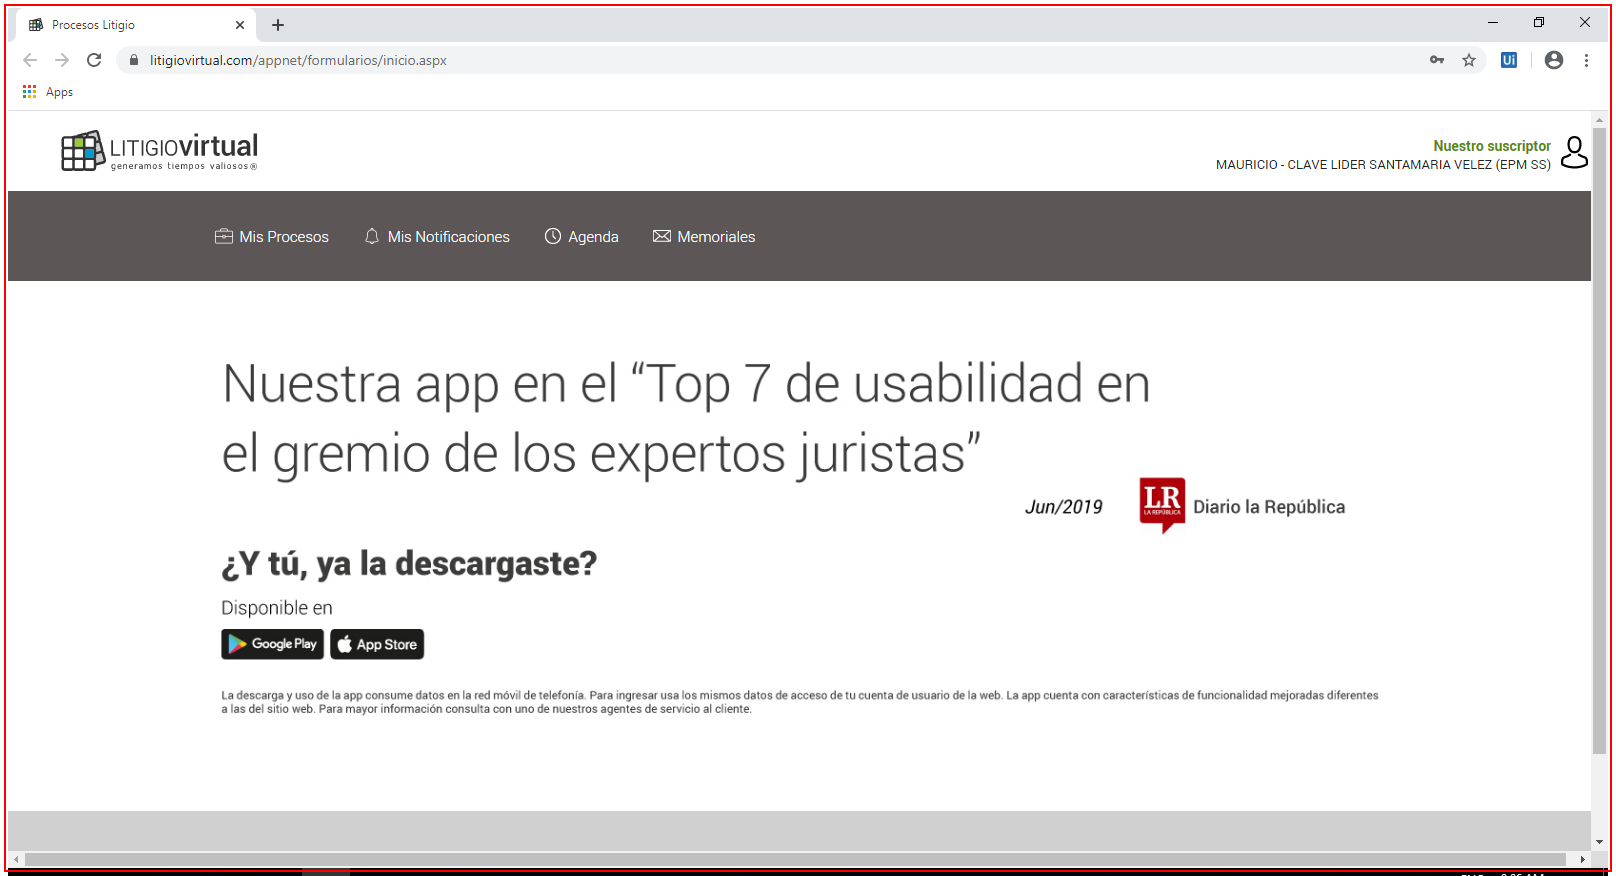 Procesos Litigio
litigiovirtual.com/appnet/formularios/inicio.aspx
Ui
Apps
LITIGIOvirtual
generamos tiempos valiosos®
Nuestro suscriptor
MAURICIO - CLAVE LIDER SANTAMARIA VELEZ (EPM SS)
Mis Procesos
Mis Notificaciones
Agenda
Memoriales
Nuestra app en el “Top 7 de usabilidad en
el gremio de los expertos juristas”
Jun/2019
LR
LA REPÚBLICA
Diario la República
¿Y tú, ya la descargaste?
Disponible en
Google Play
App Store
La descarga y uso de la app consume datos en la red móvil de telefonía. Para ingresar usa los mismos datos de acceso de tu cuenta de usuario de la web. La app cuenta con características de funcionalidad mejoradas diferentes
a las del sitio web. Para mayor información consulta con uno de nuestros agentes de servicio al cliente.